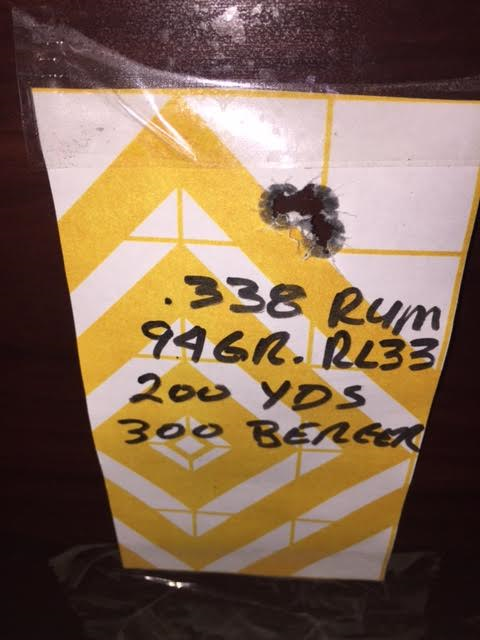 .338 RUM
94GR. RL33
200 YDS
300 BERGER